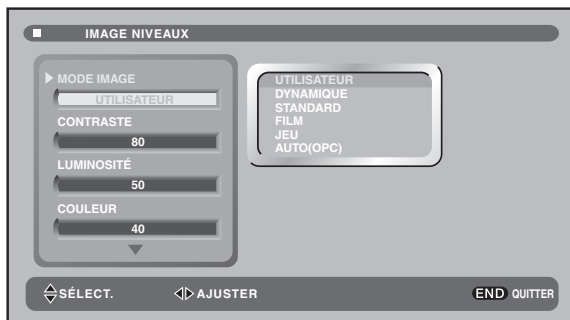 IMAGE NIVEAUX
MODE IMAGE
UTILISATEUR
CONTRASTE
80
LUMINOSITÉ
50
COULEUR
40
UTILISATEUR
DYNAMIQUE
STANDARD
FILM
JEU
AUTO(OPC)
SÉLECT. AJUSTER END QUITTER